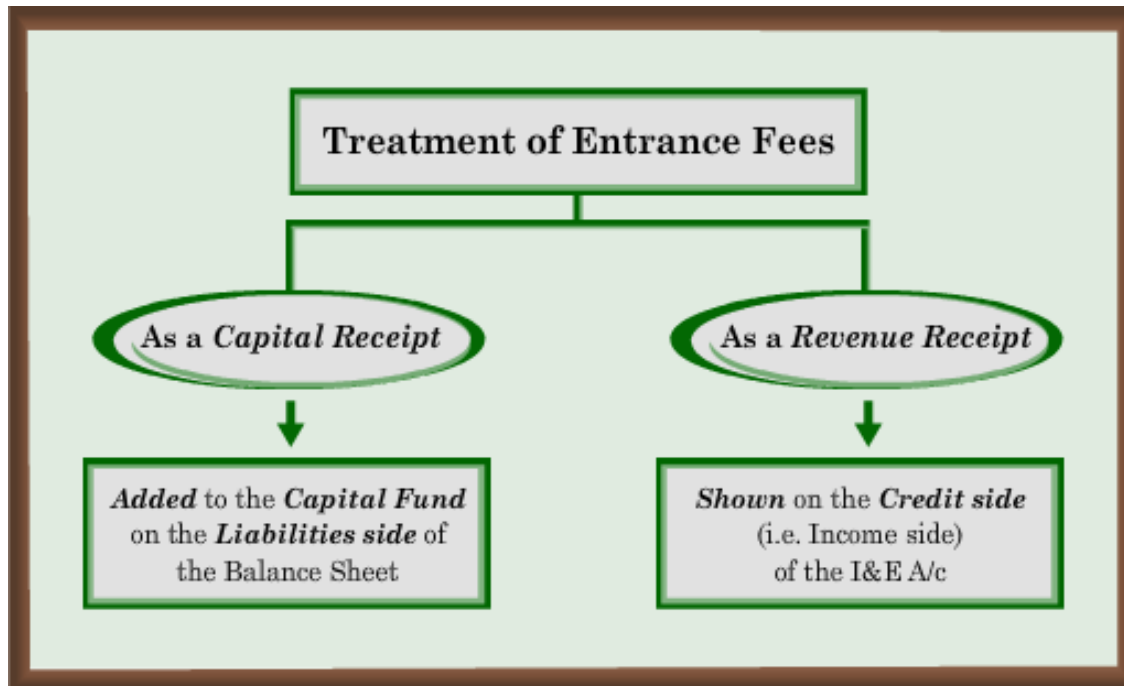 Treatment of Entrance Fees
As a Capital Receipt
As a Revenue Receipt
Added to the Capital Fund
on the Liabilities side of
the Balance Sheet
Shown on the Credit side
(i.e. Income side)
of the I&E A/c